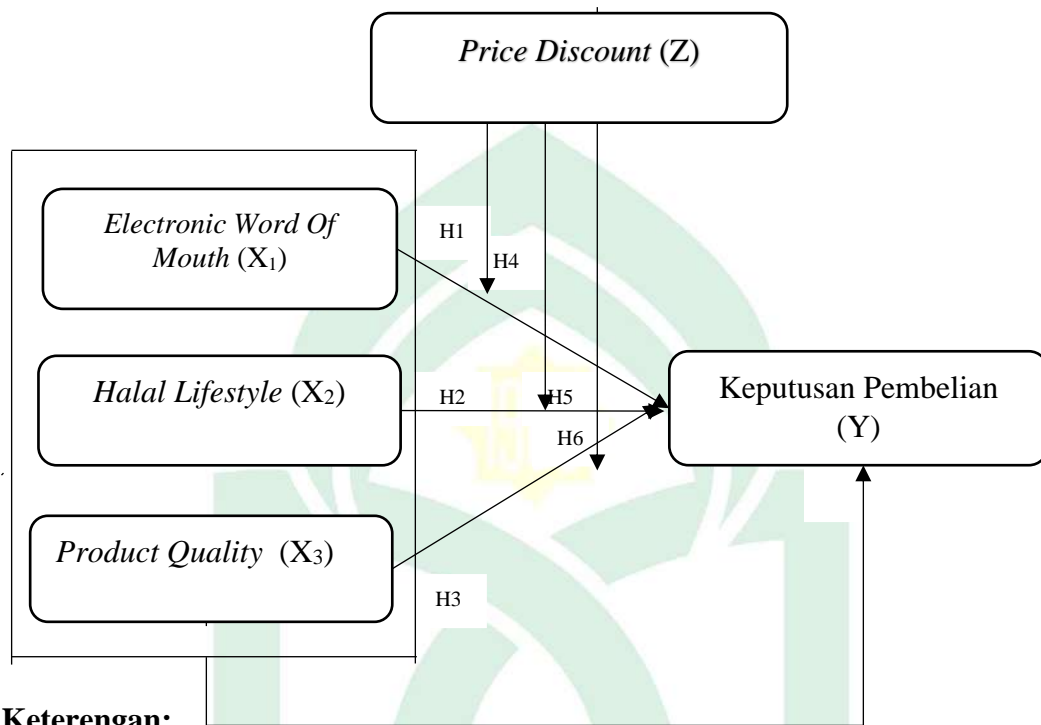 Price Discount (Z)
Electronic Word Of
Mouth (X₁)
H1
H4
Halal Lifestyle (X₂)
H2
H5
Keputusan Pembelian
(Y)
H6
Product Quality (X₃)
H3
Keterengan: